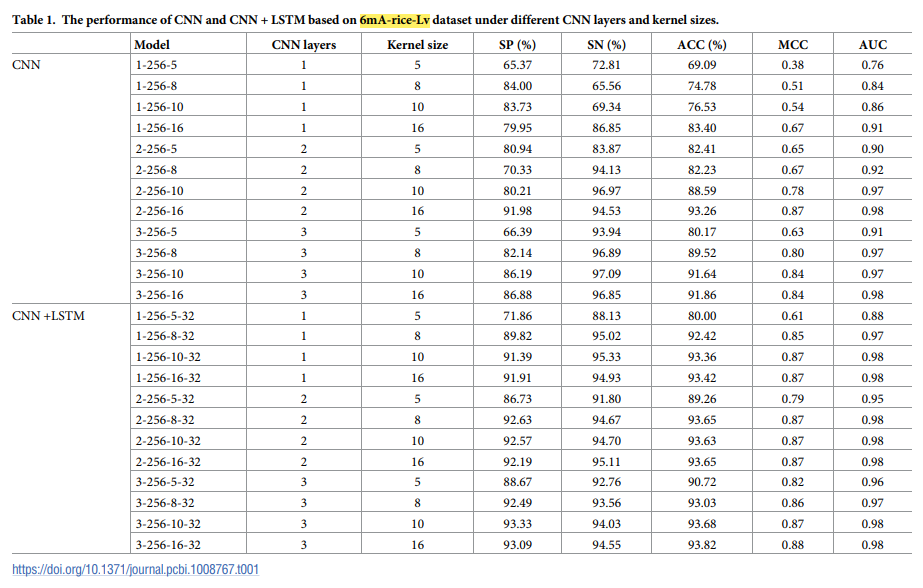 Table 1. The performance of CNN and CNN + LSTM based on 6mA-rice-Lv dataset under different CNN layers and kernel sizes.
Model CNN layers Kernel size SP (%) SN (%) ACC (%) MCC AUC
CNN 1-256-5 1 5 65.37 72.81 69.09 0.38 0.76
1-256-8 1 8 84.00 65.56 74.78 0.51 0.84
1-256-10 1 10 83.73 69.34 76.53 0.54 0.86
1-256-16 1 16 79.95 86.85 83.40 0.67 0.91
2-256-5 2 5 80.94 83.87 82.41 0.65 0.90
2-256-8 2 8 70.33 94.13 82.23 0.67 0.92
2-256-10 2 10 80.21 96.97 88.59 0.78 0.97
2-256-16 2 16 91.98 94.53 93.26 0.87 0.98
3-256-5 3 5 66.39 93.94 80.17 0.63 0.91
3-256-8 3 8 82.14 96.89 89.52 0.80 0.97
3-256-10 3 10 86.19 97.09 91.64 0.84 0.97
3-256-16 3 16 86.88 96.85 91.86 0.84 0.98
CNN +LSTM 1-256-5-32 1 5 71.86 88.13 80.00 0.61 0.88
1-256-8-32 1 8 89.82 95.02 92.42 0.85 0.97
1-256-10-32 1 10 91.39 95.33 93.36 0.87 0.98
1-256-16-32 1 16 91.91 94.93 93.42 0.87 0.98
2-256-5-32 2 5 86.73 91.80 89.26 0.79 0.95
2-256-8-32 2 8 92.63 94.67 93.65 0.87 0.98
2-256-10-32 2 10 92.57 94.70 93.63 0.87 0.98
2-256-16-32 2 16 92.19 95.11 93.65 0.87 0.98
3-256-5-32 3 5 88.67 92.76 90.72 0.82 0.96
3-256-8-32 3 8 92.49 93.56 93.03 0.86 0.97
3-256-10-32 3 10 93.33 94.03 93.68 0.87 0.98
3-256-16-32 3 16 93.09 94.55 93.82 0.88 0.98
https://doi.org/10.1371/journal.pcbi.1008767.t001